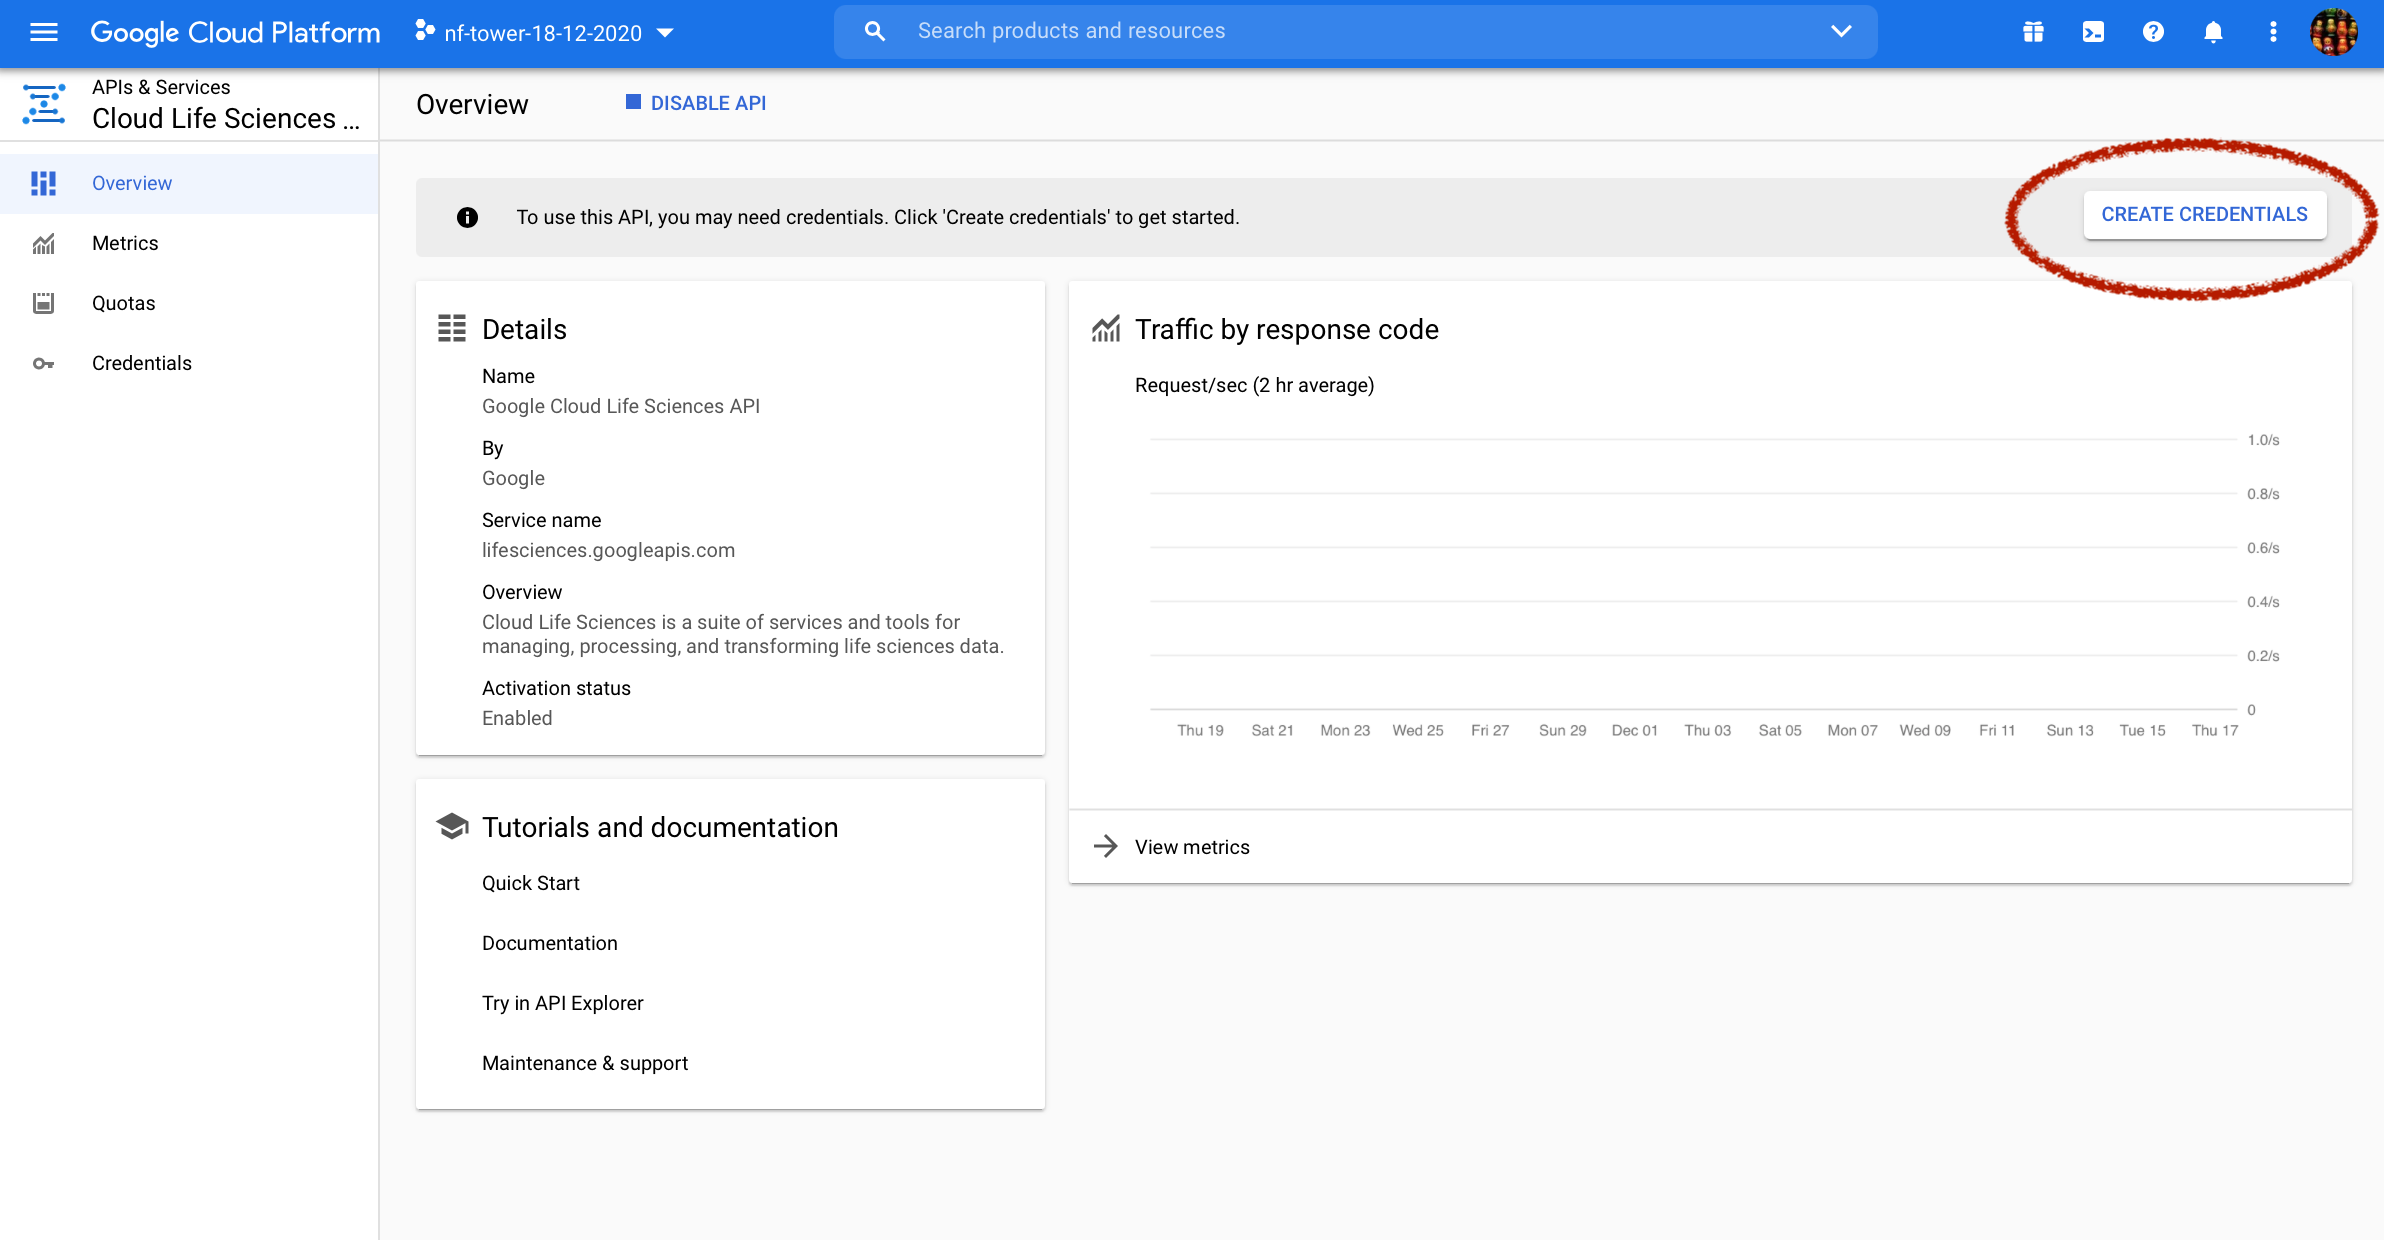 Google Cloud Platform
nf-tower-18-12-2020
Search products and resources
APIs & Services
Cloud Life Sciences ...
Overview
DISABLE API
Overview
Metrics
Quotas
Credentials
To use this API, you may need credentials. Click 'Create credentials' to get started.
CREATE CREDENTIALS
Details
Name
Google Cloud Life Sciences API
By
Google
Service name
lifesciences.googleapis.com
Overview
Cloud Life Sciences is a suite of services and tools for
managing, processing, and transforming life sciences data.
Activation status
Enabled
Tutorials and documentation
Quick Start
Documentation
Try in API Explorer
Maintenance & support
Traffic by response code
Request/sec (2 hr average)
1.0/s
0.8/s
0.6/s
0.4/s
0.2/s
0
Thu 19 Sat 21 Mon 23 Wed 25 Fri 27 Sun 29 Dec 01 Thu 03 Sat 05 Mon 07 Wed 09 Fri 11 Sun 13 Tue 15 Thu 17
View metrics